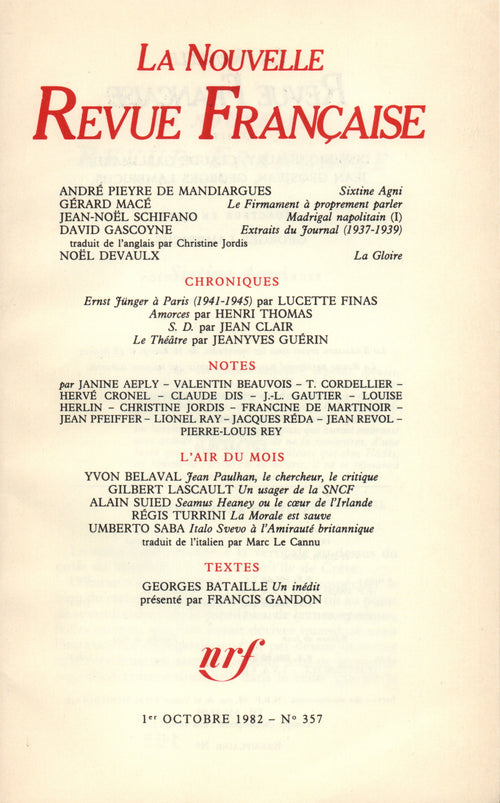 LA NOUVELLE
REVUE FRANÇAISE
ANDRÉ PIEYRE DE MANDIARGUES Sixtine Agni
GÉRARD MACÉ Le Firmament à proprement parler
JEAN-NOËL SCHIFANO Madrigal napolitain (I)
DAVID GASCOYNE Extraits du Journal (1937-1939)
traduit de l'anglais par Christine Jordis
NOËL DEVAULX La Gloire
CHRONIQUES
Ernst Jünger à Paris (1941-1945) par LUCETTE FINAS
Amorces par HENRI THOMAS
S. D. par JEAN CLAIR
Le Théâtre par JEANYVES GUÉRIN
NOTES
par JANINE AEPLY – VALENTIN BEAUVOIS – T. CORDELLIER –
HERVÉ CRONEL – CLAUDE DIS – J.-L. GAUTIER – LOUISE
HERLIN – CHRISTINE JORDIS – FRANCINE DE MARTINOIR –
JEAN PFEIFFER – LIONEL RAY – JACQUES RÉDA – JEAN REVOL –
PIERRE-LOUIS REY
L'AIR DU MOIS
YVON BELAVAL Jean Paulhan, le chercheur, le critique
GILBERT LASCAULT Un usager de la SNCF
ALAIN SUIED Seamus Heaney ou le cœur de l'Irlande
RÉGIS TURRINI La Morale est sauve
UMBERTO SABA Italo Svevo à l'Amirauté britannique
traduit de l'italien par Marc Le Cannu
TEXTES
GEORGES BATAILLE Un inédit
présenté par FRANCIS GANDON
nrf
1er OCTOBRE 1982 – No 357